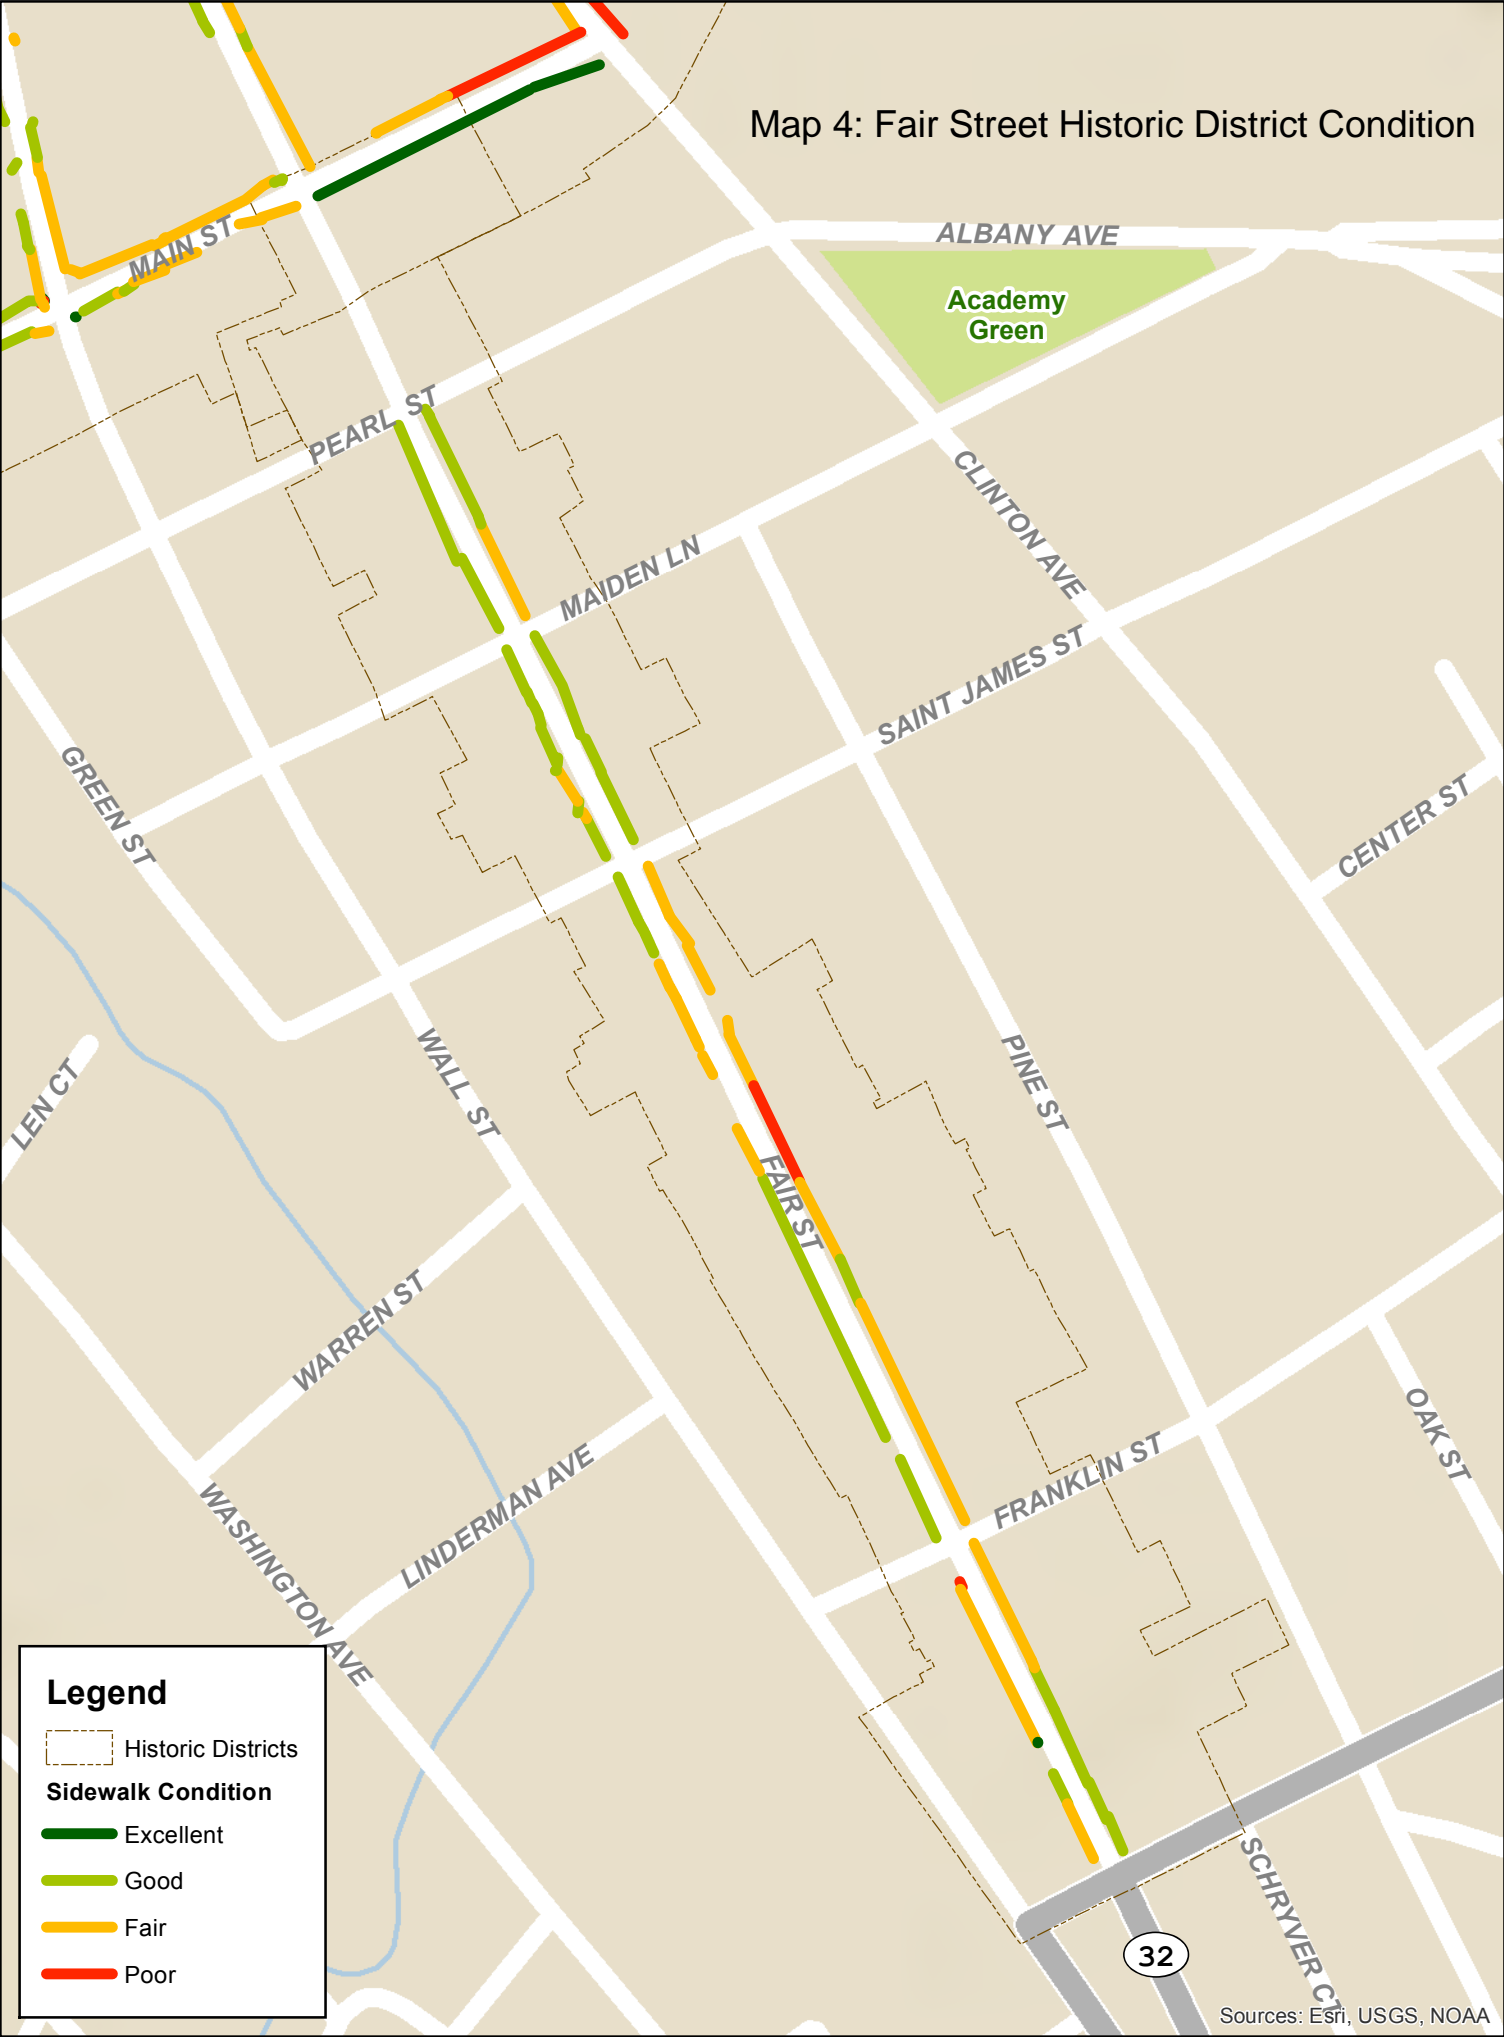 Map 4: Fair Street Historic District Condition
ALBANY AVE
MAIN ST
Academy
Green
PEARL ST
CLINTON AVE
MAIDEN LN
SAINT JAMES ST
GREEN ST
CENTER ST
WALL ST
PINE ST
LEN CT
FAIR ST
WARREN ST
OAK ST
FRANKLIN ST
LINDERMAN AVE
WASHINGTON AVE
SCHRYVER CT
32
Legend
Historic Districts
Sidewalk Condition
Excellent
Good
Fair
Poor
Sources: Esri, USGS, NOAA